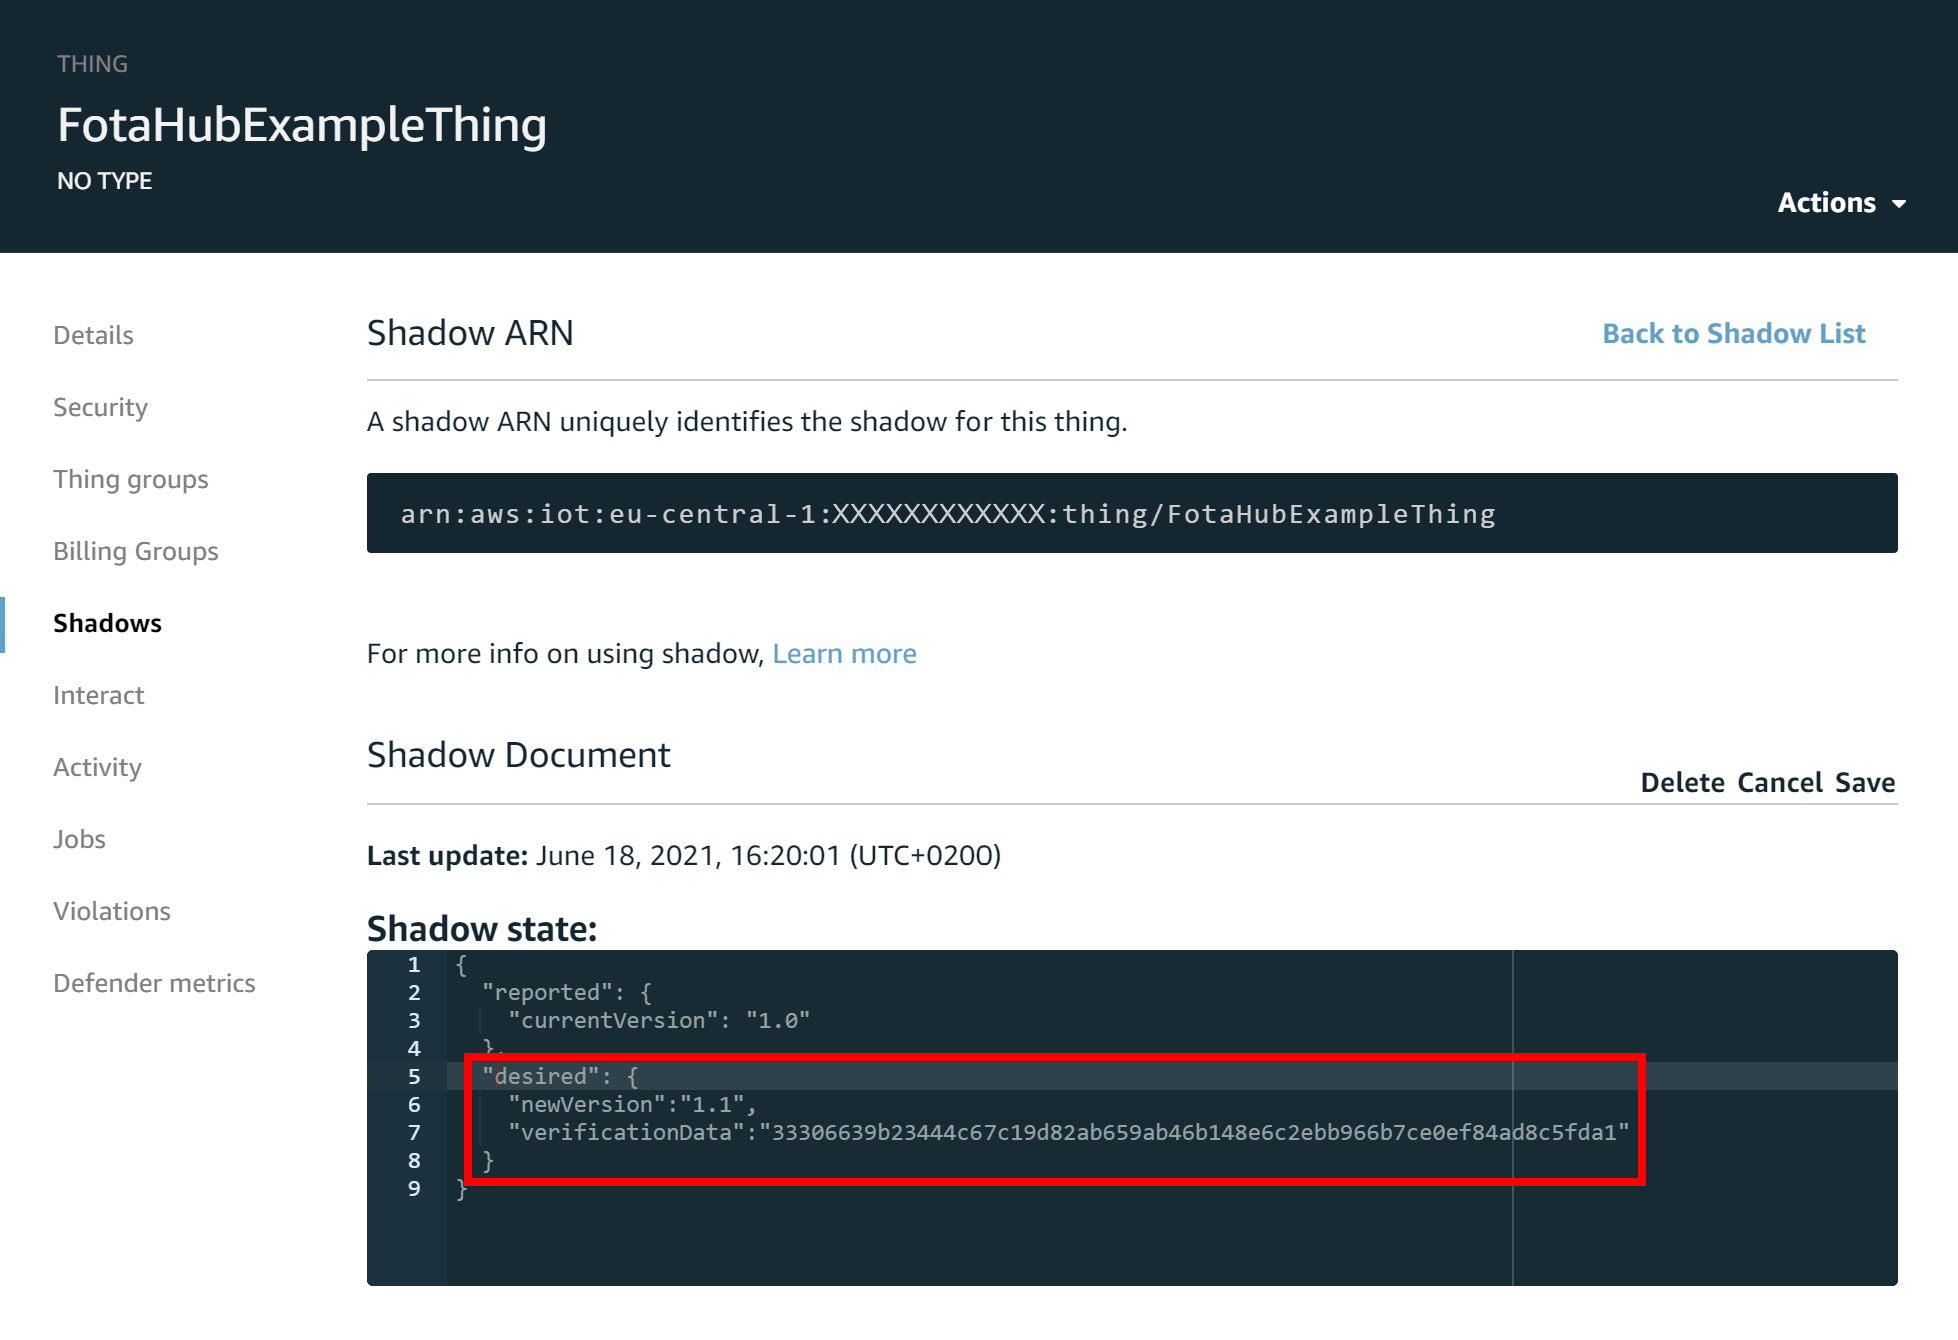 THING
FotaHubExampleThing
NO TYPE
Actions
Details
Security
Thing groups
Billing Groups
Shadows
Interact
Activity
Jobs
Violations
Defender metrics
Shadow ARN
Back to Shadow List
A shadow ARN uniquely identifies the shadow for this thing.
arn:aws:iot:eu-central-1:XXXXXXXXXXXX:thing/FotaHubExampleThing
For more info on using shadow, Learn more
Shadow Document
Delete Cancel Save
Last update: June 18, 2021, 16:20:01 (UTC+0200)
Shadow state:
1 {
2 "reported": {
3 "currentVersion": "1.0"
4 },
5 "desired": {
6 "newVersion":"1.1",
7 "verificationData":"33306639b23444c67c19d82ab659ab46b148e6c2ebb966b7ce0ef84ad8c5fda1"
8 }
9 }